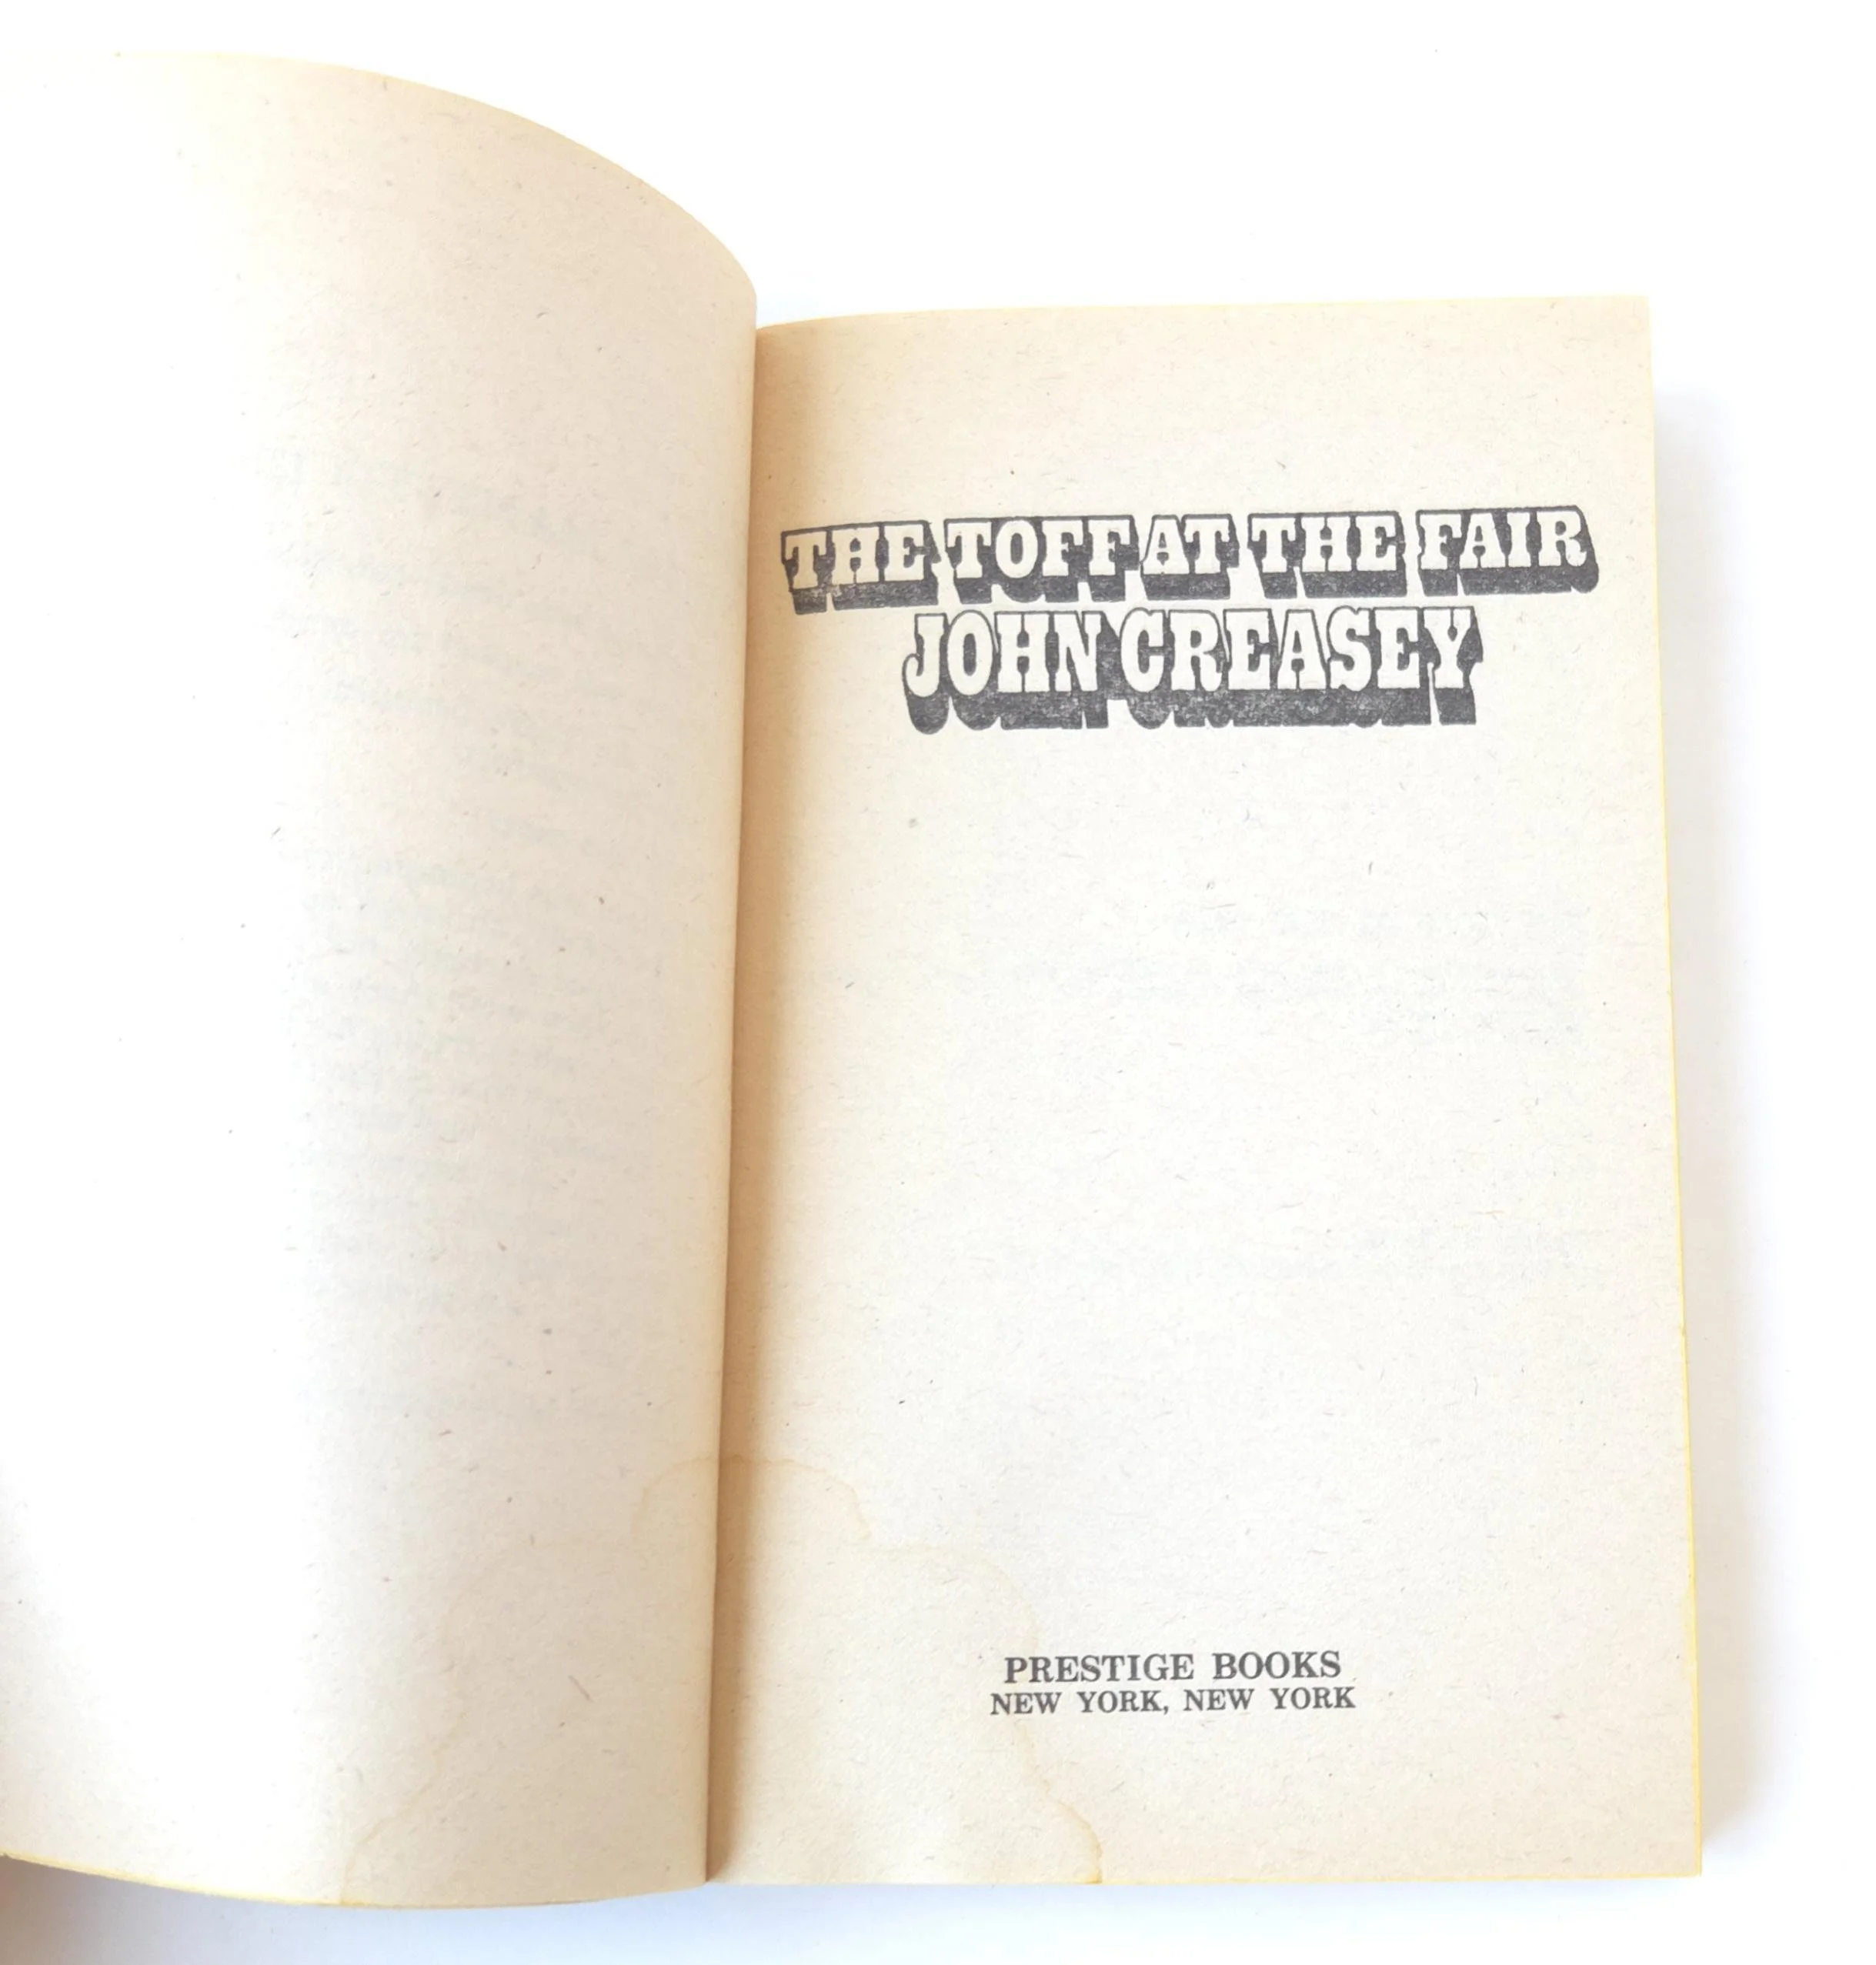 THE TOFF AT THE FAIR
JOHN CREASEY
PRESTIGE BOOKS
NEW YORK, NEW YORK